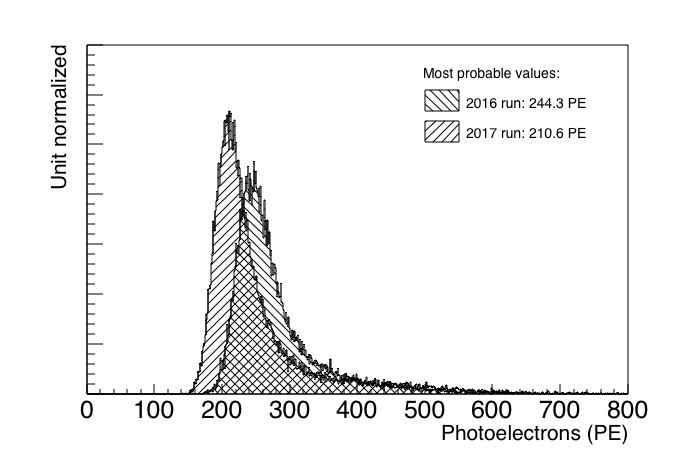 Unit normalized
Most probable values:
2016 run: 244.3 PE
2017 run: 210.6 PE
0 100 200 300 400 500 600 700 800
Photoelectrons (PE)